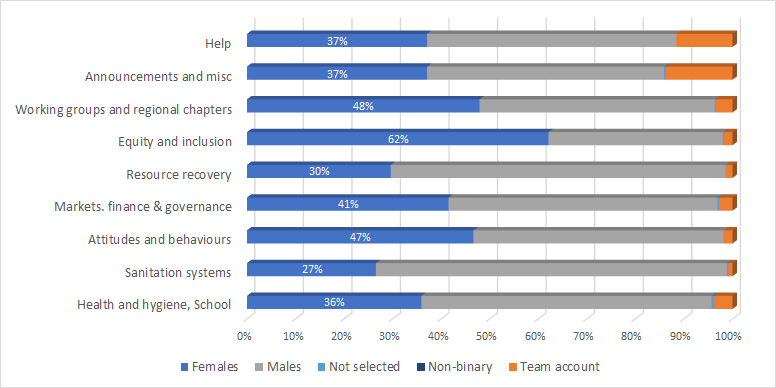 Help 37%
Announcements and misc 37%
Working groups and regional chapters 48%
Equity and inclusion 62%
Resource recovery 30%
Markets. finance & governance 41%
Attitudes and behaviours 47%
Sanitation systems 27%
Health and hygiene, School 36%
0% 10% 20% 30% 40% 50% 60% 70% 80% 90% 100%
Females Males Not selected Non-binary Team account